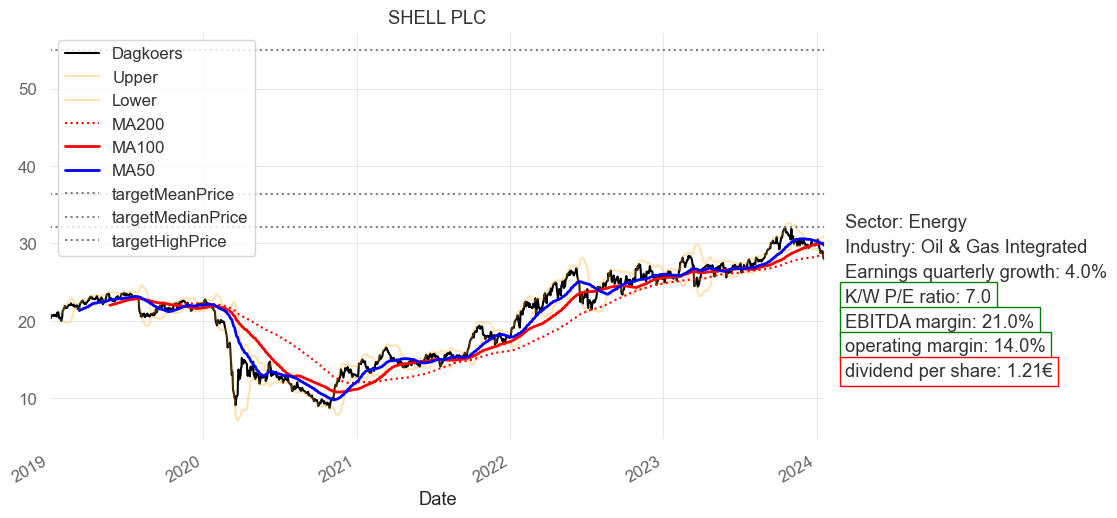 SHELL PLC
Dagkoers
Upper
Lower
MA200
MA100
MA50
targetMeanPrice
targetMedianPrice
targetHighPrice
50
40
30
20
10
2019
2020
2021
2022
2023
2024
Date
Sector: Energy
Industry: Oil & Gas Integrated
Earnings quarterly growth: 4.0%
K/W P/E ratio: 7.0
EBITDA margin: 21.0%
operating margin: 14.0%
dividend per share: 1.21€